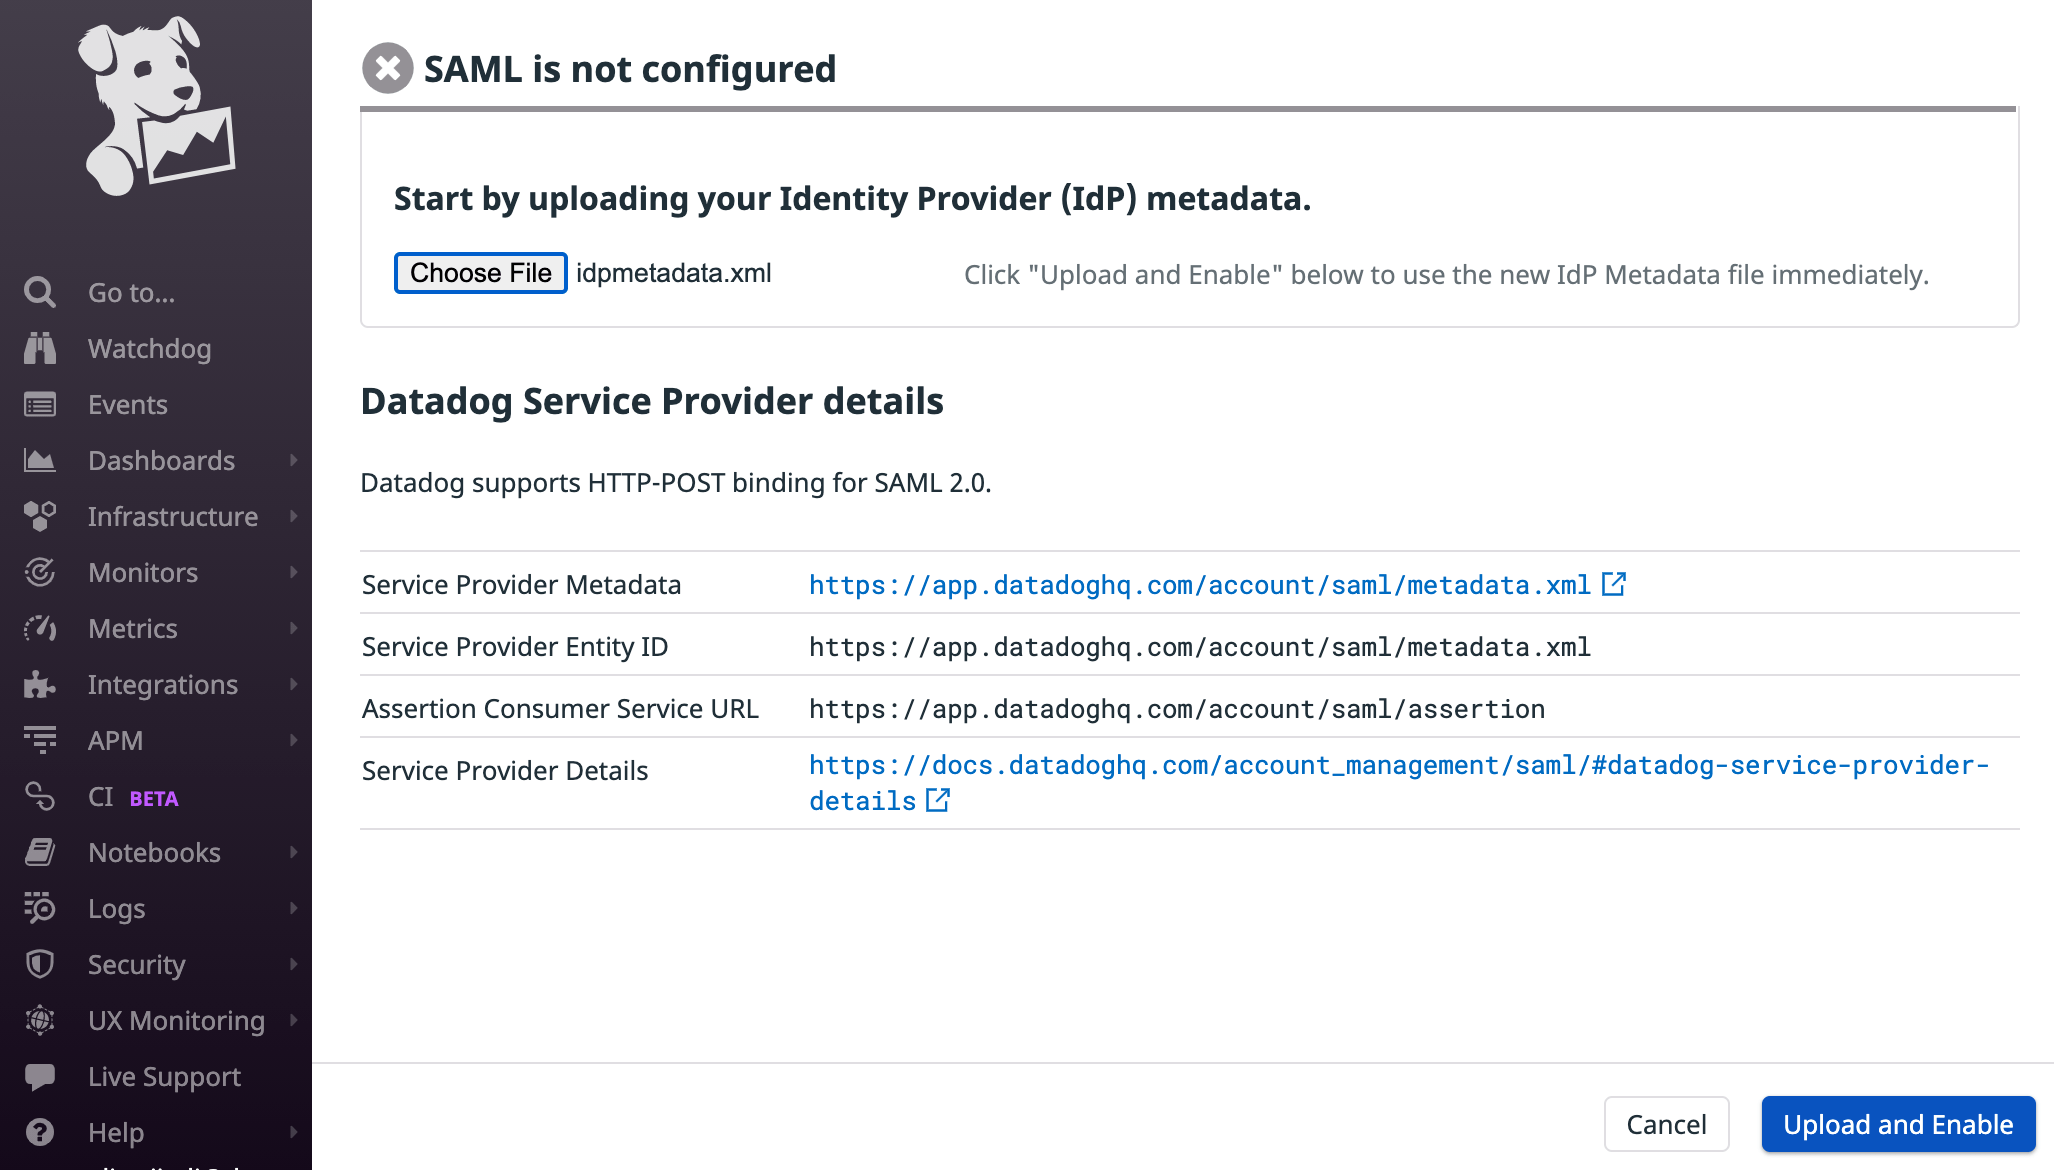 Go to...
Watchdog
Events
Dashboards
Infrastructure
Monitors
Metrics
Integrations
APM
CI BETA
Notebooks
Logs
Security
UX Monitoring
Live Support
Help
SAML is not configured
Start by uploading your Identity Provider (IdP) metadata.
Choose File idpmetadata.xml
Click "Upload and Enable" below to use the new IdP Metadata file immediately.
Datadog Service Provider details
Datadog supports HTTP-POST binding for SAML 2.0.
Service Provider Metadata https://app.datadoghq.com/account/saml/metadata.xml
Service Provider Entity ID https://app.datadoghq.com/account/saml/metadata.xml
Assertion Consumer Service URL https://app.datadoghq.com/account/saml/assertion
Service Provider Details https://docs.datadoghq.com/account_management/saml/#datadog-service-provider-
details
Cancel Upload and Enable